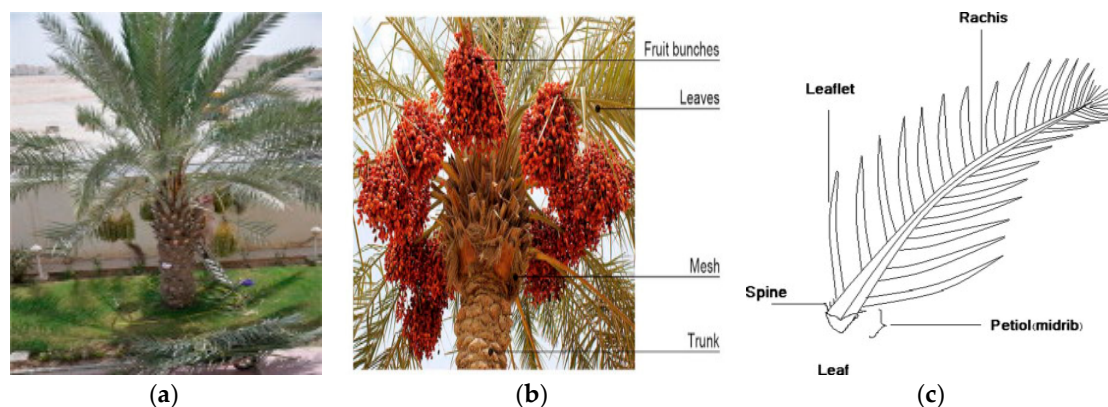 Fruit bunches
Leaves
Mesh
Trunk
Rachis
Leaflet
Spine
Petiol(midrib)
Leaf
(a)
(b)
(c)